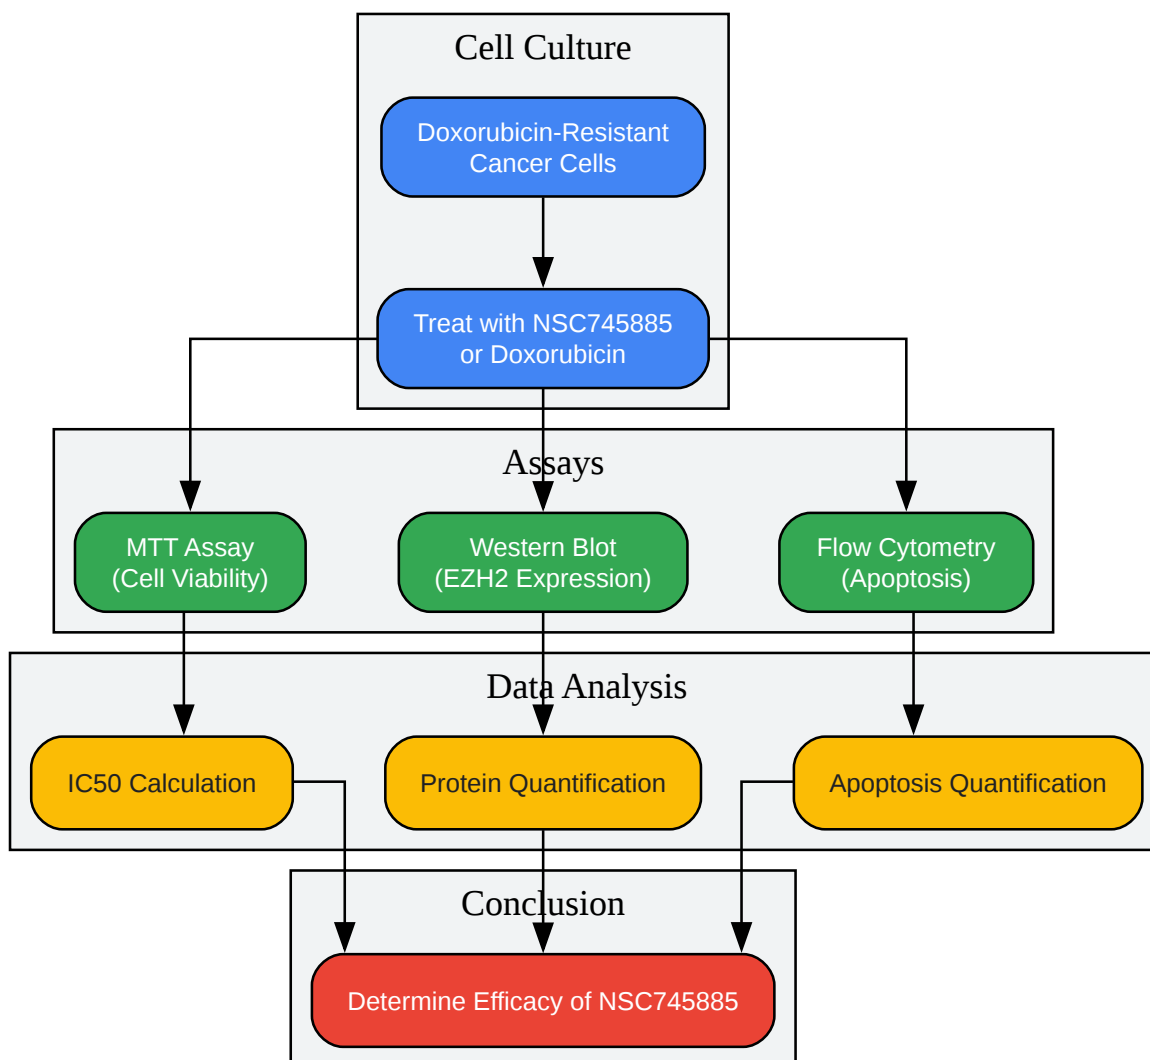 Cell Culture
Doxorubicin-Resistant
Cancer Cells
Treat with NSC745885
or Doxorubicin
Assays
MTT Assay
(Cell Viability)
Western Blot
(EZH2 Expression)
Flow Cytometry
(Apoptosis)
Data Analysis
IC50 Calculation
Protein Quantification
Apoptosis Quantification
Conclusion
Determine Efficacy of NSC745885